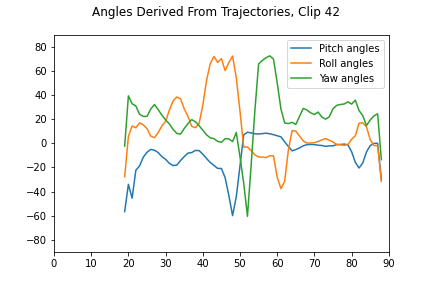 Angles Derived From Trajectories, Clip 42
Pitch angles
Roll angles
Yaw angles
80
60
40
20
0
−20
−40
−60
−80
0 10 20 30 40 50 60 70 80 90